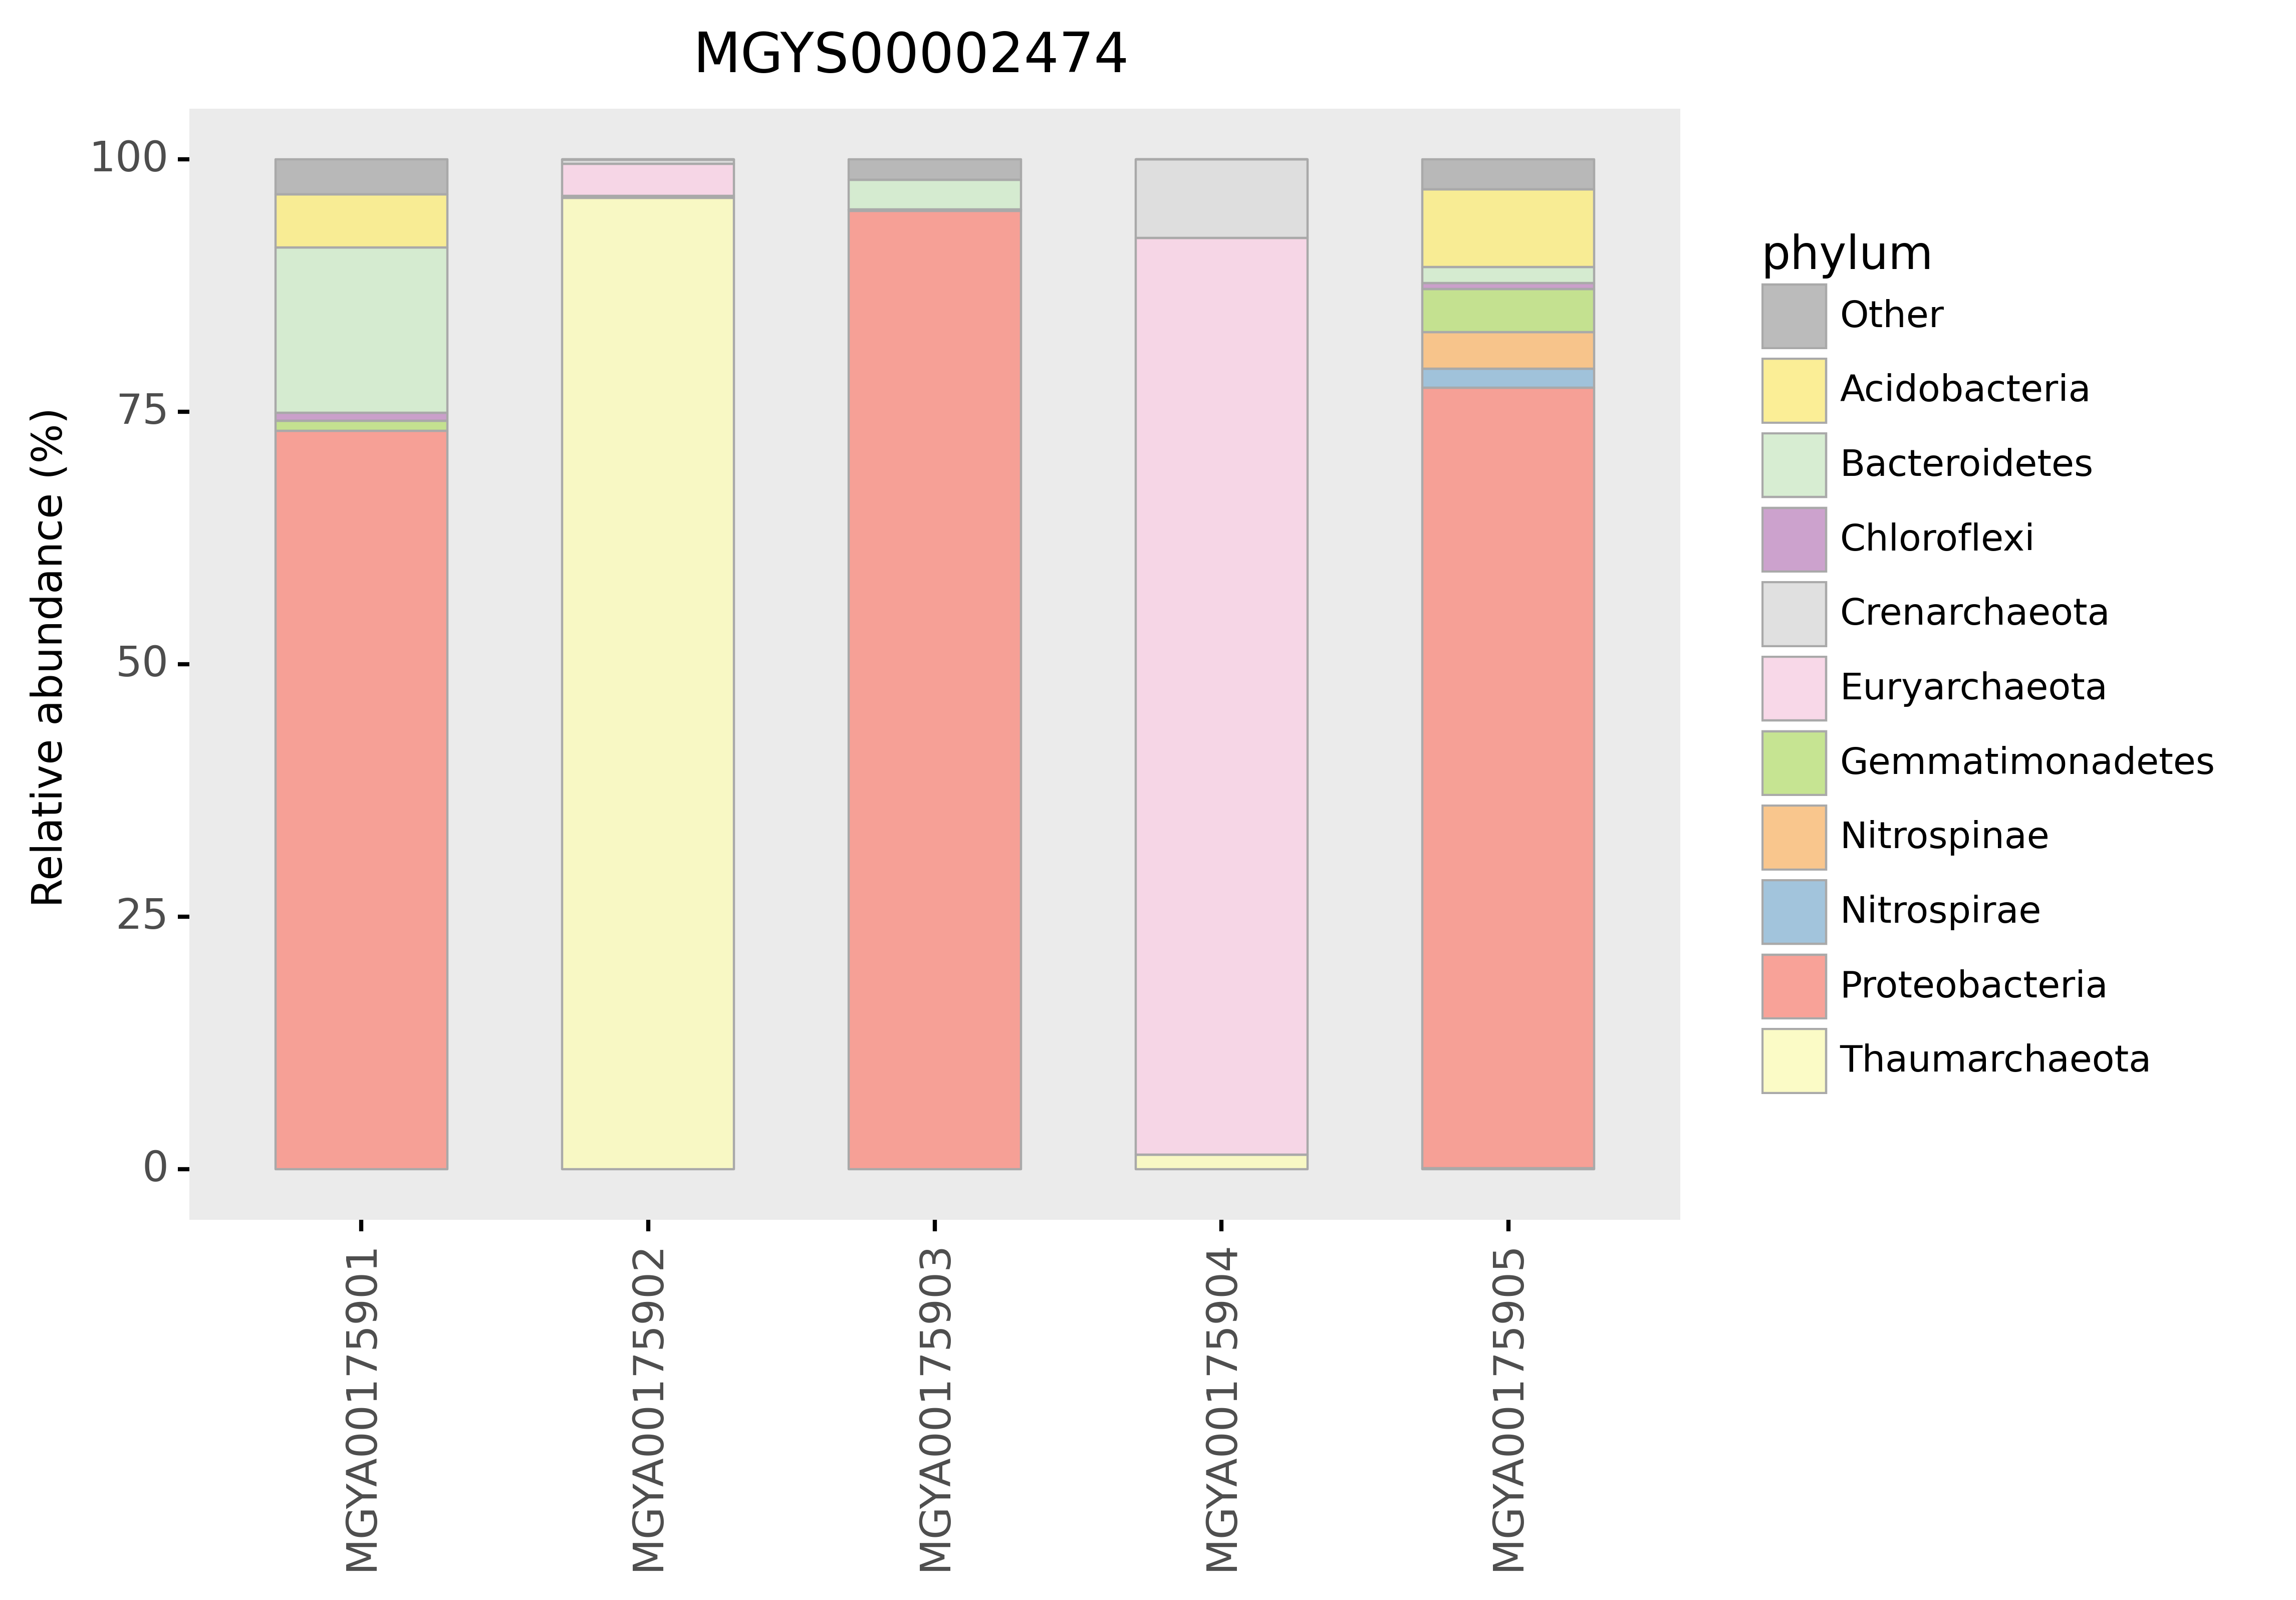 MGYS00002474
Relative abundance (%)
100
75
50
25
0
MGYA00175901
MGYA00175902
MGYA00175903
MGYA00175904
MGYA00175905
phylum
Other
Acidobacteria
Bacteroidetes
Chloroflexi
Crenarchaeota
Euryarchaeota
Gemmatimonadetes
Nitrospinae
Nitrospirae
Proteobacteria
Thaumarchaeota